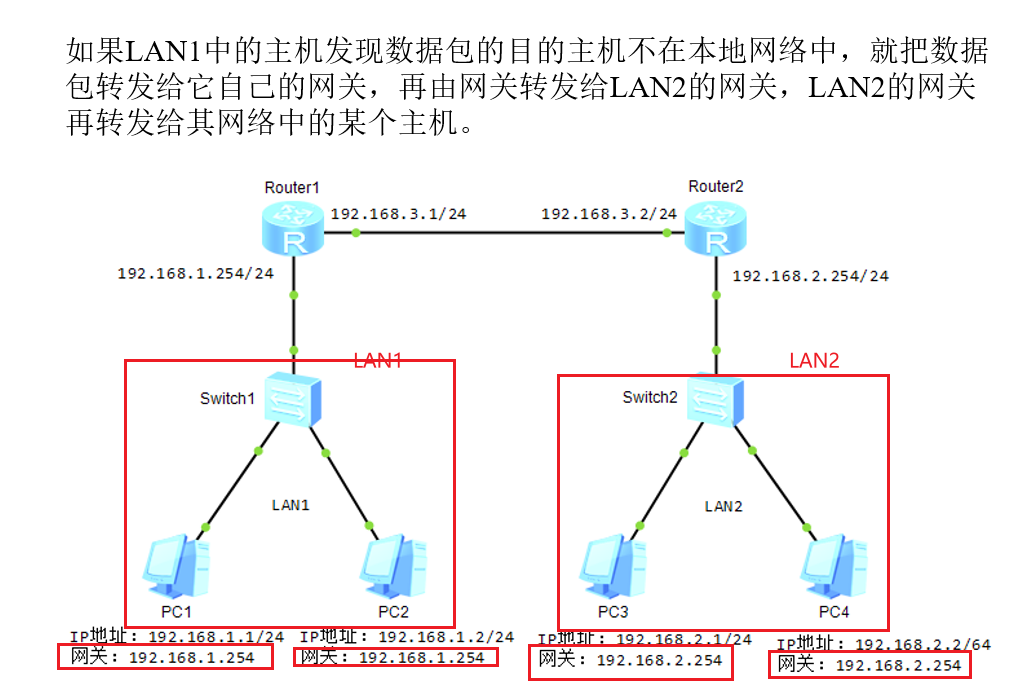 如果LAN1中的主机发现数据包的目的主机不在本地网络中，就把数据
包转发给它自己的网关，再由网关转发给LAN2的网关，LAN2的网关
再转发给其网络中的某个主机。
Router1
Router2
192.168.3.1/24
192.168.3.2/24
192.168.1.254/24
192.168.2.254/24
LAN1
LAN2
Switch1
Switch2
LAN1
LAN2
PC1
PC2
PC3
PC4
IP地址：192.168.1.1/24
网关：192.168.1.254
IP地址：192.168.1.2/24
网关：192.168.1.254
IP地址：192.168.2.1/24
网关：192.168.2.254
IP地址：192.168.2.2/64
网关：192.168.2.254